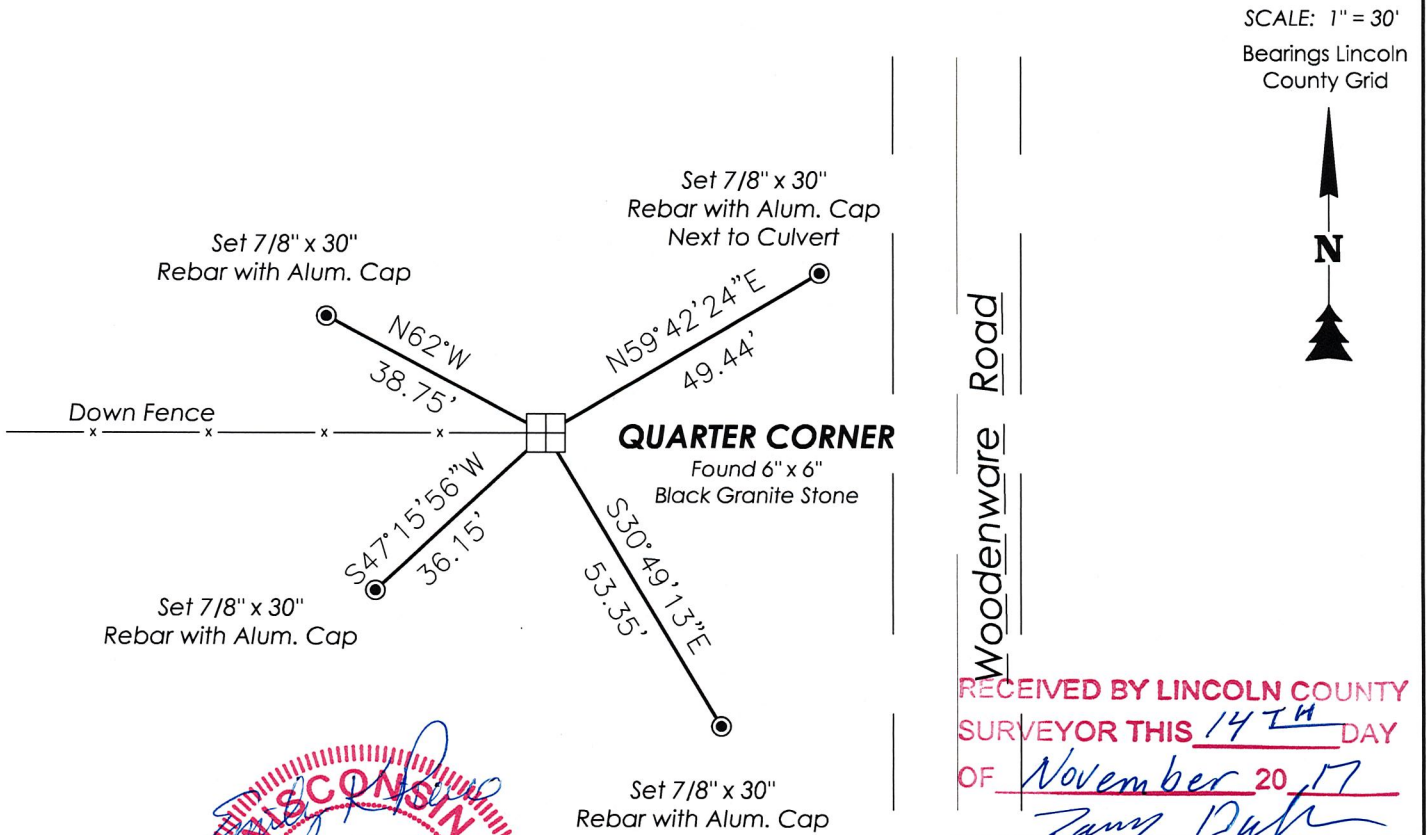 SCALE: 1" = 30'
Bearings Lincoln
County Grid
N
Set 7/8" x 30"
Rebar with Alum. Cap
Next to Culvert
Set 7/8" x 30"
Rebar with Alum. Cap
N59°42'24"E
49.44'
N62°W
38.75'
Woodenware Road
Down Fence
x x x x
QUARTER CORNER
Found 6" x 6"
Black Granite Stone
S47°15'56"W
36.15'
S30°49'13"E
53.35'
Set 7/8" x 30"
Rebar with Alum. Cap
Set 7/8" x 30"
Rebar with Alum. Cap
RECEIVED BY LINCOLN COUNTY
SURVEYOR THIS 14TH DAY
OF November 20 17
WISCONSIN
Emily